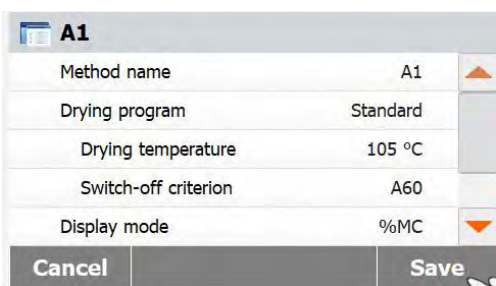 A1
Method name A1
Drying program Standard
Drying temperature 105 °C
Switch-off criterion A60
Display mode %MC
Cancel Save